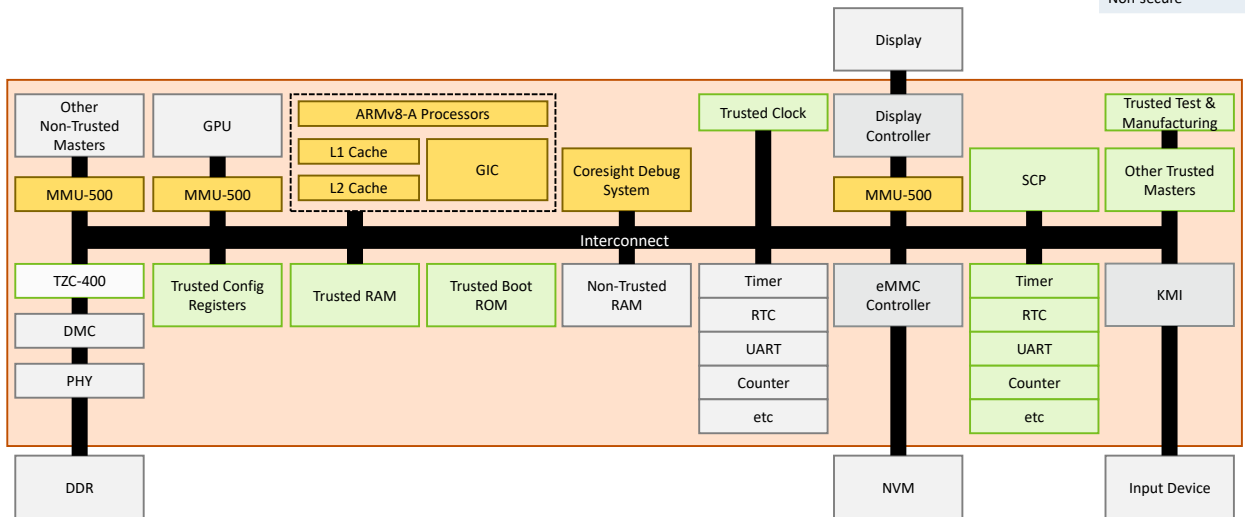 Non-secure
Display
Other
Non-Trusted
Masters
GPU
ARMv8-A Processors
L1 Cache
L2 Cache
GIC
Coresight Debug
System
Trusted Clock
Display
Controller
SCP
Trusted Test &
Manufacturing
Other Trusted
Masters
MMU-500
MMU-500
MMU-500
Interconnect
TZC-400
DMC
PHY
Trusted Config
Registers
Trusted RAM
Trusted Boot
ROM
Non-Trusted
RAM
Timer
RTC
UART
Counter
etc
eMMC
Controller
Timer
RTC
UART
Counter
etc
KMI
DDR
NVM
Input Device